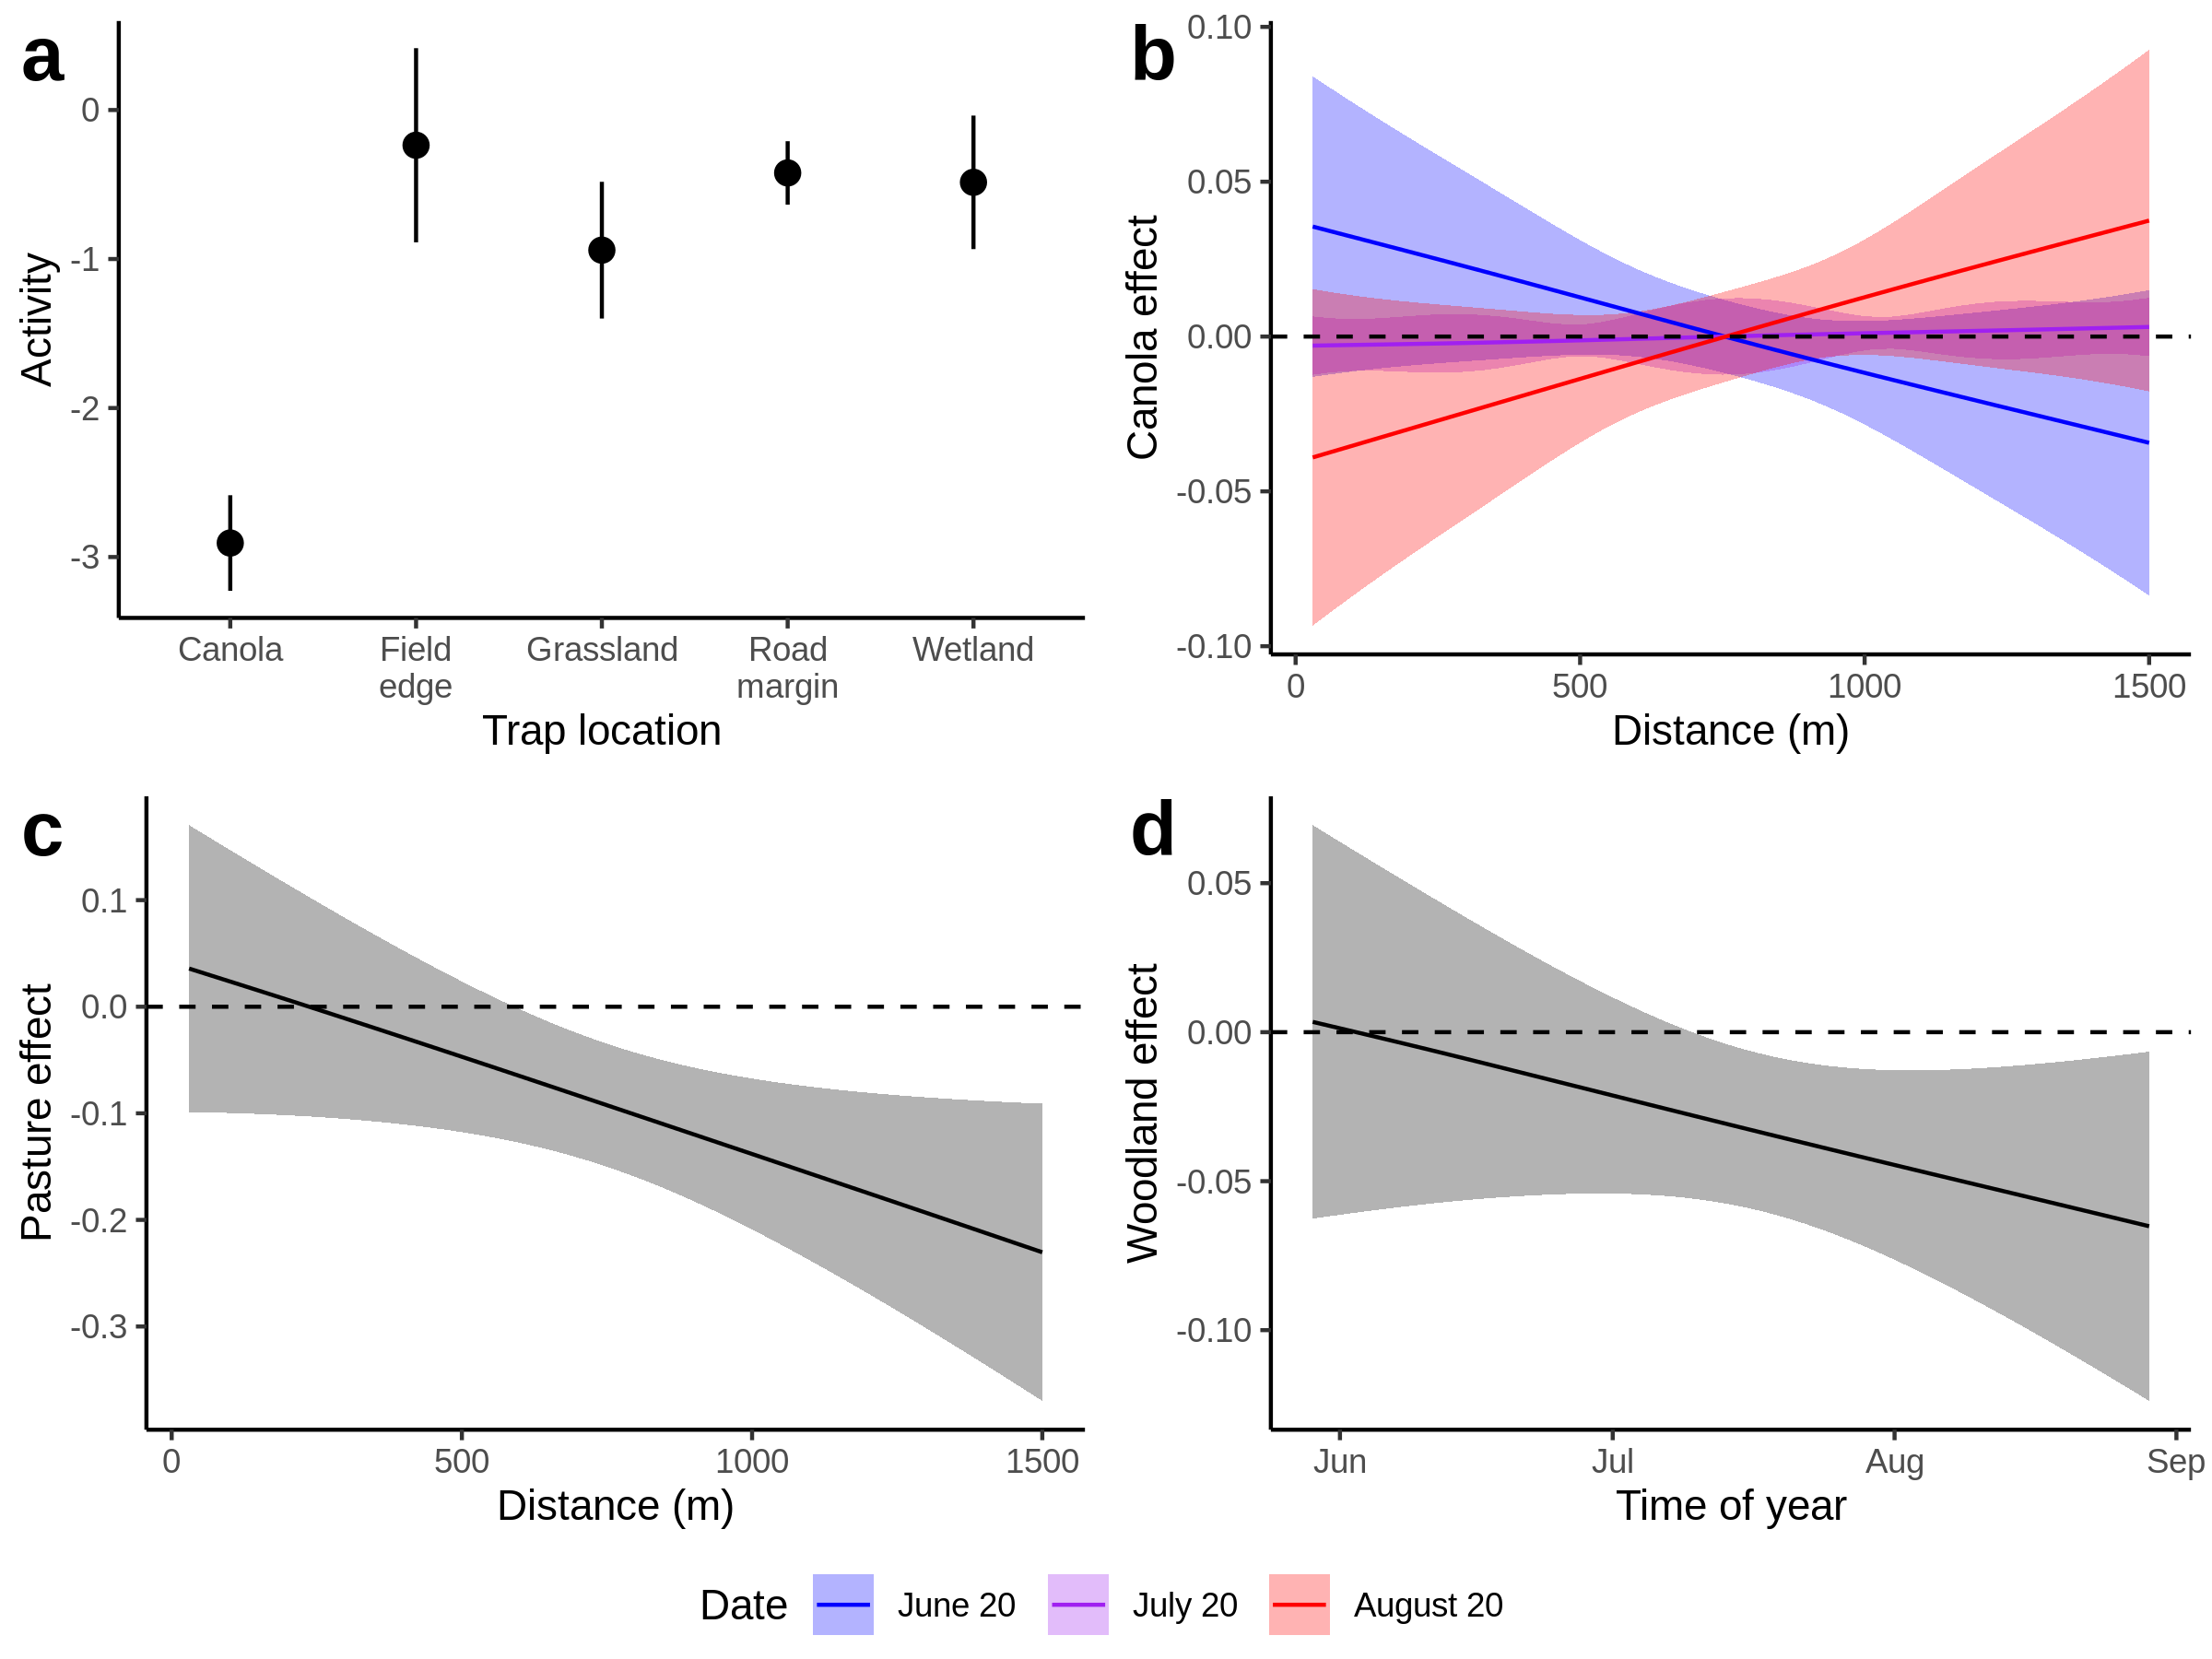 a
0
-1
-2
-3
Activity
Canola
Field
edge
Grassland
Road
margin
Wetland
Trap location
b
0.10
0.05
0.00
-0.05
-0.10
Canola effect
0
500
1000
1500
Distance (m)
c
0.1
0.0
-0.1
-0.2
-0.3
Pasture effect
0
500
1000
1500
Distance (m)
d
0.05
0.00
-0.05
-0.10
Woodland effect
Jun
Jul
Aug
Sep
Time of year
Date
June 20
July 20
August 20